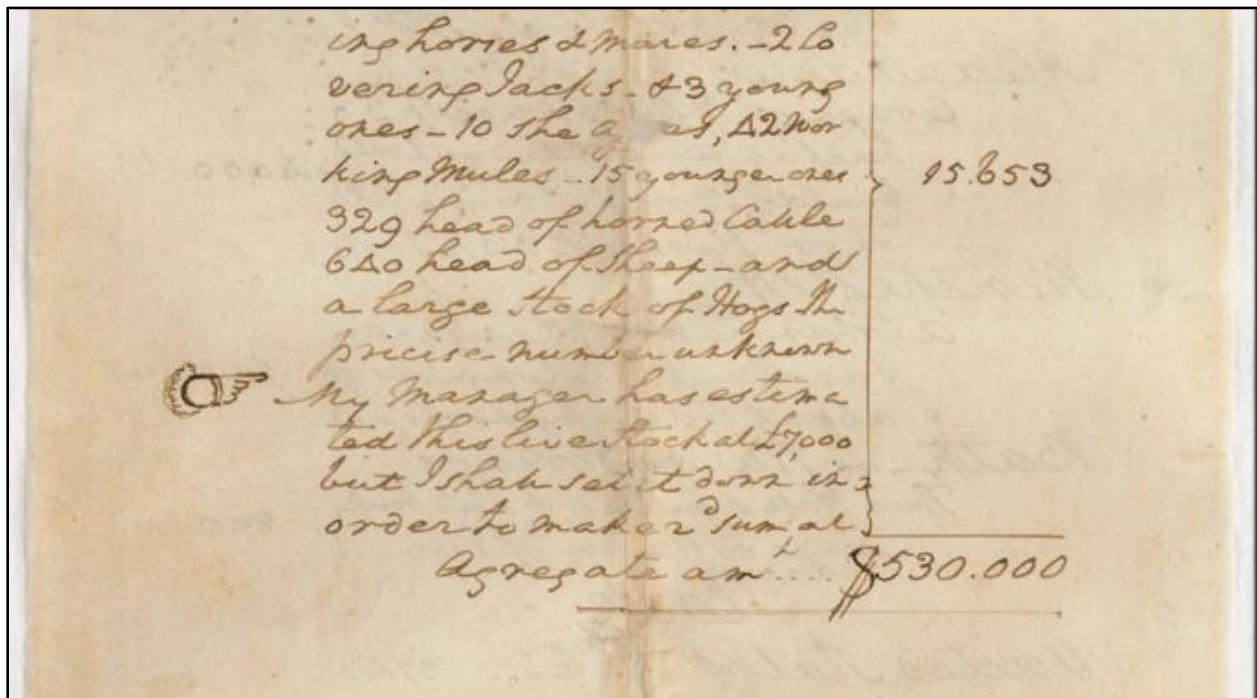 ing horses & mares. - 2 Co
vering Jacks - & 3 young
ones - 10 she a es, 42 Wor
king Mules - 15 younger ones
15.653
329 head of horned Cattle
640 head of Sheep - and
a large Stock of Hogs the
precise number unknown
My Manager has estima
ted this live stock at £7,000
but I shall set it down in
order to make rd sum at
Agregate amt .... $530.000